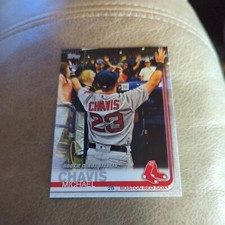 Topps
CHAVIS
23
CHAVIS
MICHAEL
BOSTON RED SOX